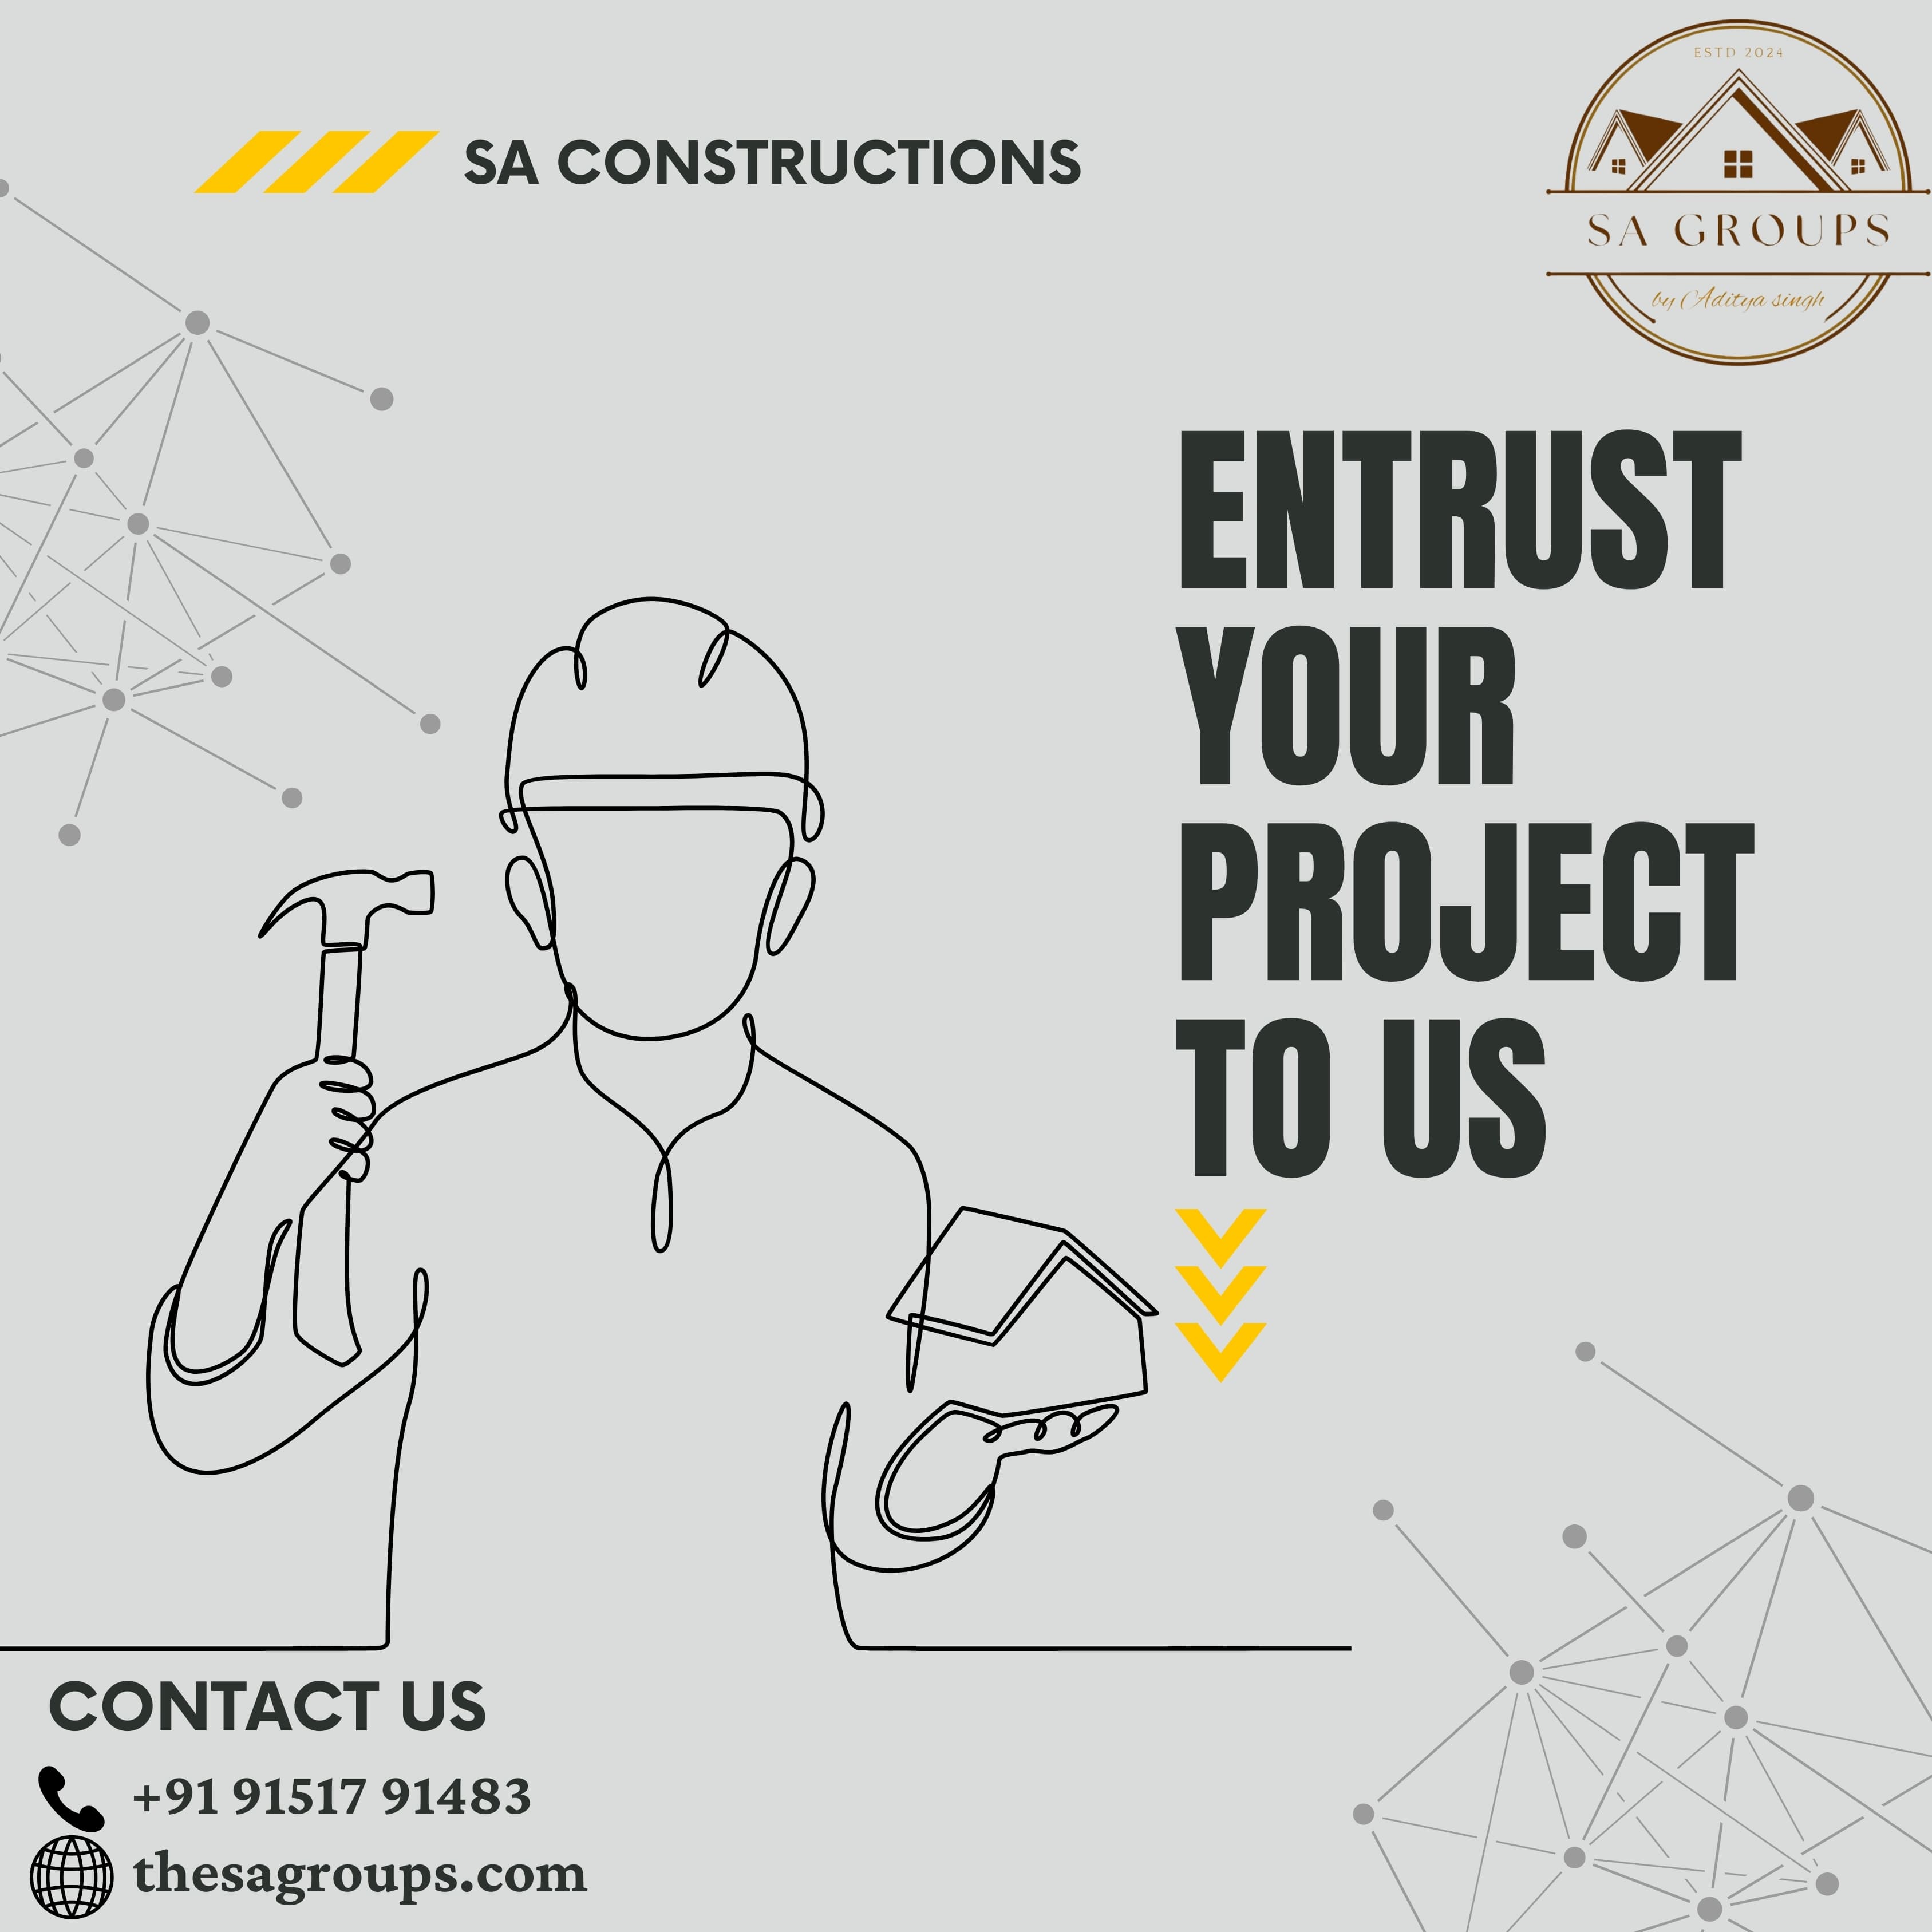 ESTD 2024
SA CONSTRUCTIONS
SA GROUPS
by Aditya singh
ENTRUST
YOUR
PROJECT
TO US
CONTACT US
+91 91517 91483
thesagroups.com